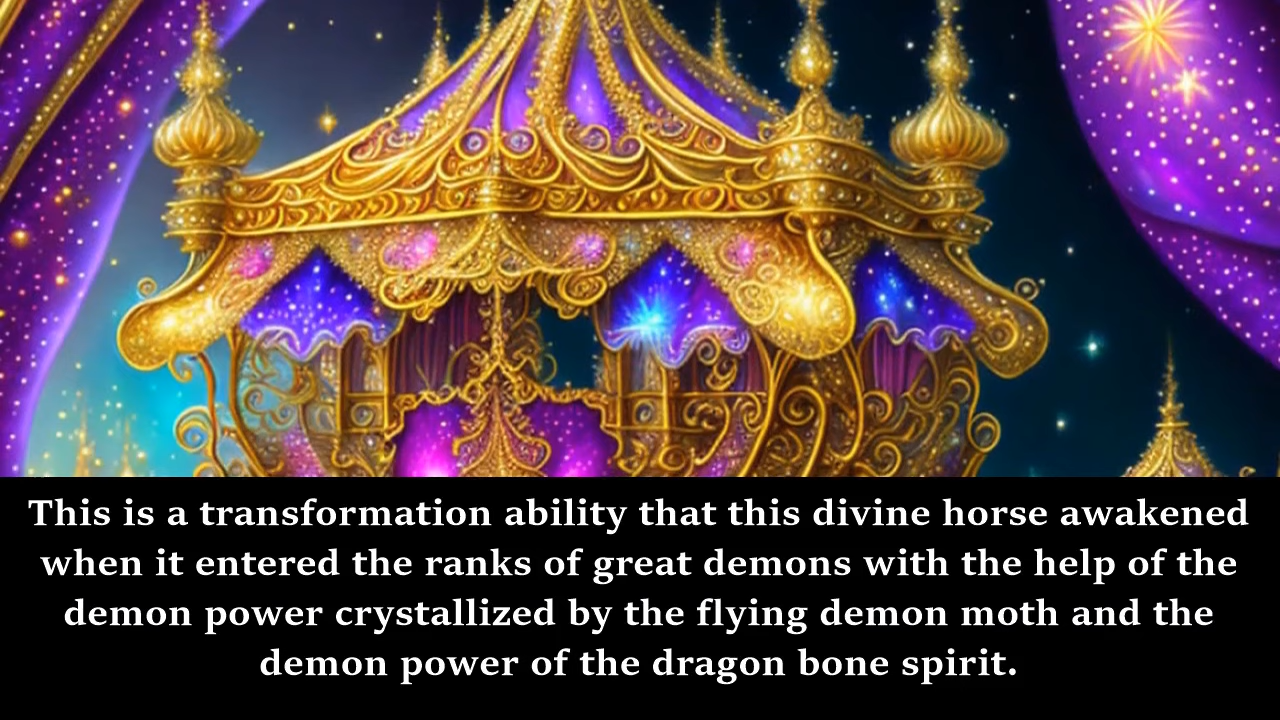 This is a transformation ability that this divine horse awakened
when it entered the ranks of great demons with the help of the
demon power crystallized by the flying demon moth and the
demon power of the dragon bone spirit.